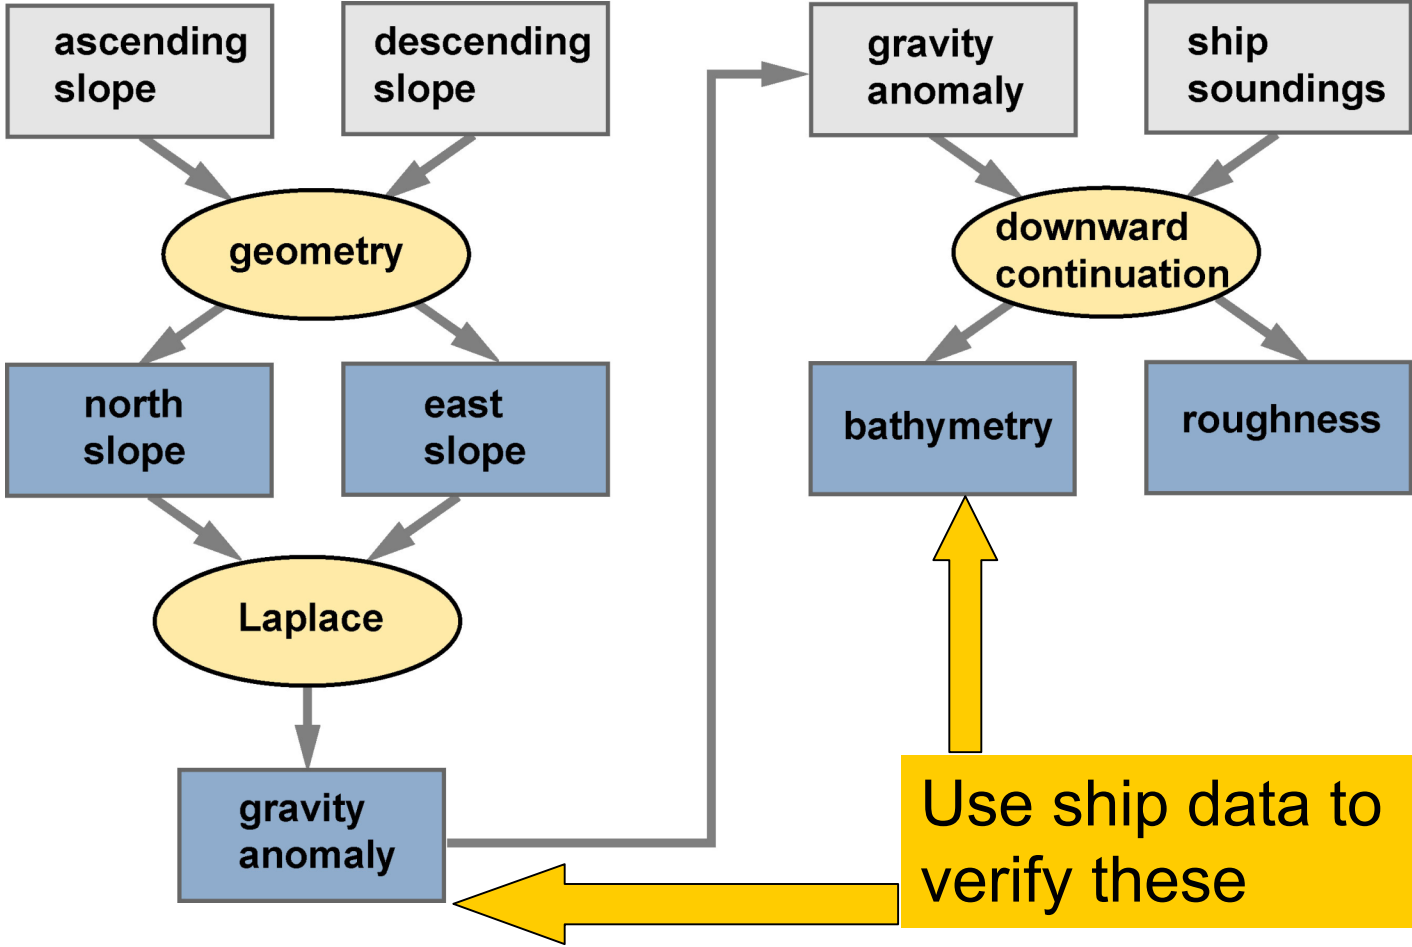 ascending
slope
descending
slope
geometry
north
slope
east
slope
Laplace
gravity
anomaly
gravity
anomaly
ship
soundings
downward
continuation
bathymetry
roughness
Use ship data to
verify these